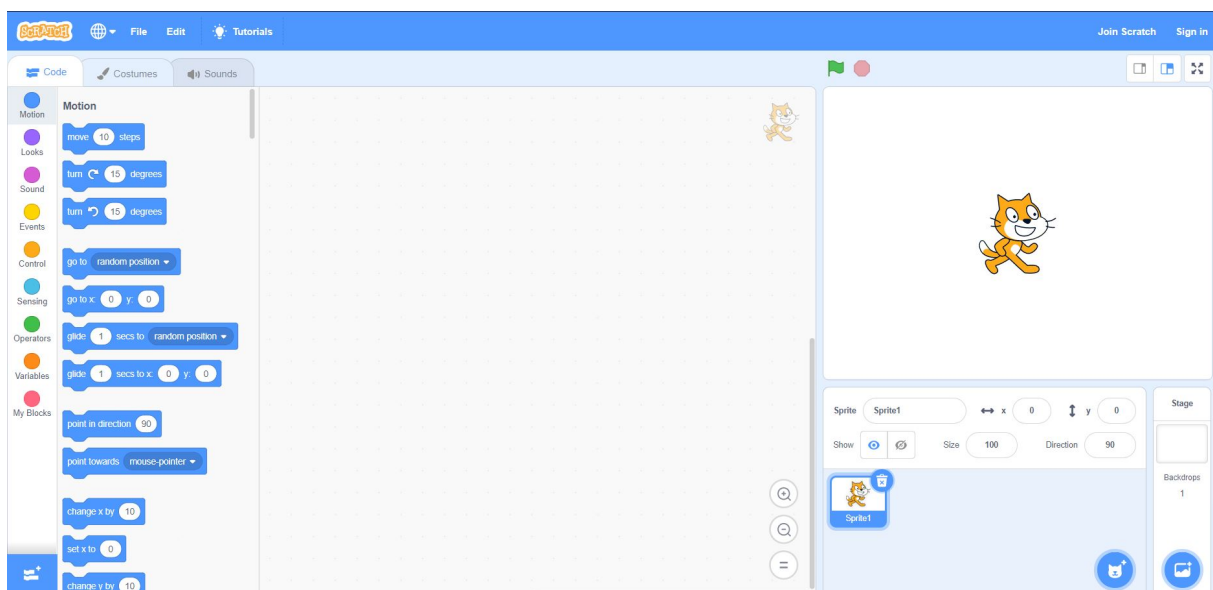 SCRATCH File Edit Tutorials Join Scratch Sign in
Code Costumes Sounds
Motion
Looks
Sound
Events
Control
Sensing
Operators
Variables
My Blocks
Motion
move 10 steps
turn 15 degrees
turn 15 degrees
go to random position
go to x: 0 y: 0
glide 1 secs to random position
glide 1 secs to x: 0 y: 0
point in direction 90
point towards mouse-pointer
change x by 10
set x to 0
change y by 10
Sprite Sprite1 x 0 y 0
Show Size 100 Direction 90
Sprite1
Stage
Backdrops
1